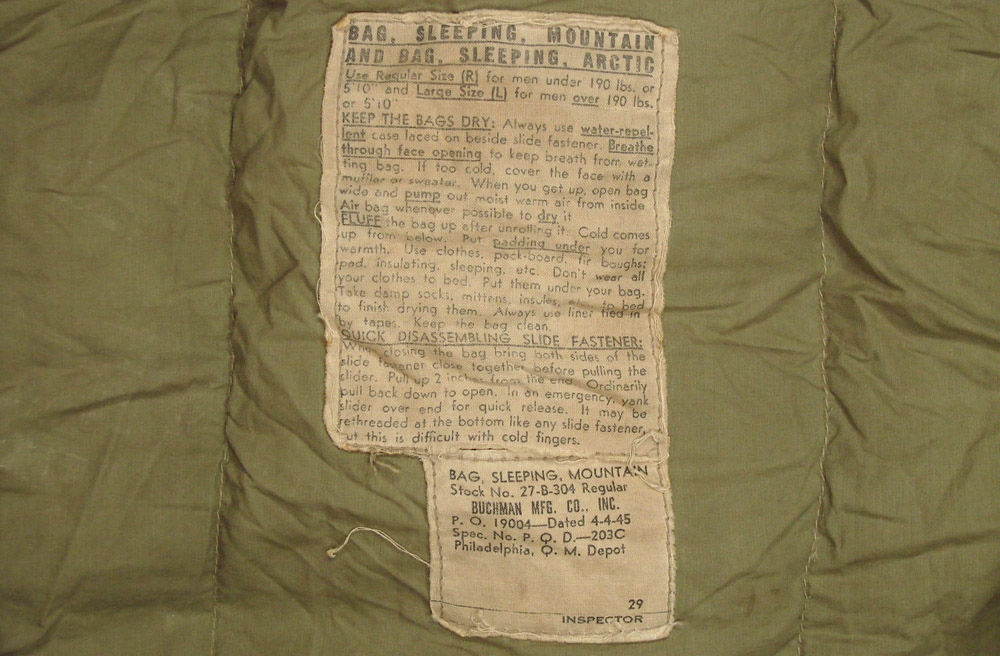 BAG, SLEEPING, MOUNTAIN
AND BAG, SLEEPING, ARCTIC
Use Regular Size (R) for men under 190 lbs. or
5'10" and Large Size (L) for men over 190 lbs.
or 5'10"
KEEP THE BAGS DRY: Always use water-repel-
lent case laced on beside slide fastener. Breathe
through face opening to keep breath from wet-
ting bag. If too cold, cover the face with a
muffler or sweater. When you get up, open bag
wide and pump out moist warm air from inside
Air bag whenever possible to dry it
FLUFF the bag up after unrolling it. Cold comes
up from below. Put padding under you for
warmth. Use clothes, pack-board, fir boughs;
pad, insulating, sleeping, etc. Don't wear all
your clothes to bed. Put them under your bag.
Take damp socks, mittens, insoles, etc., to bed
to finish drying them. Always use liner tied in
by tapes. Keep the bag clean.
QUICK DISASSEMBLING SLIDE FASTENER:
When closing the bag bring both sides of the
slide fastener close together before pulling the
slider. Pull up 2 inches from the end. Ordinarily
pull back down to open. In an emergency, yank
slider over end for quick release. It may be
rethreaded at the bottom like any slide fastener,
but this is difficult with cold fingers.
BAG, SLEEPING, MOUNTAIN
Stock No. 27-B-304 Regular
BUCHMAN MFG. CO., INC.
P. O. 19004—Dated 4-4-45
Spec. No. P. Q. D.—203C
Philadelphia, Q. M. Depot
29
INSPECTOR